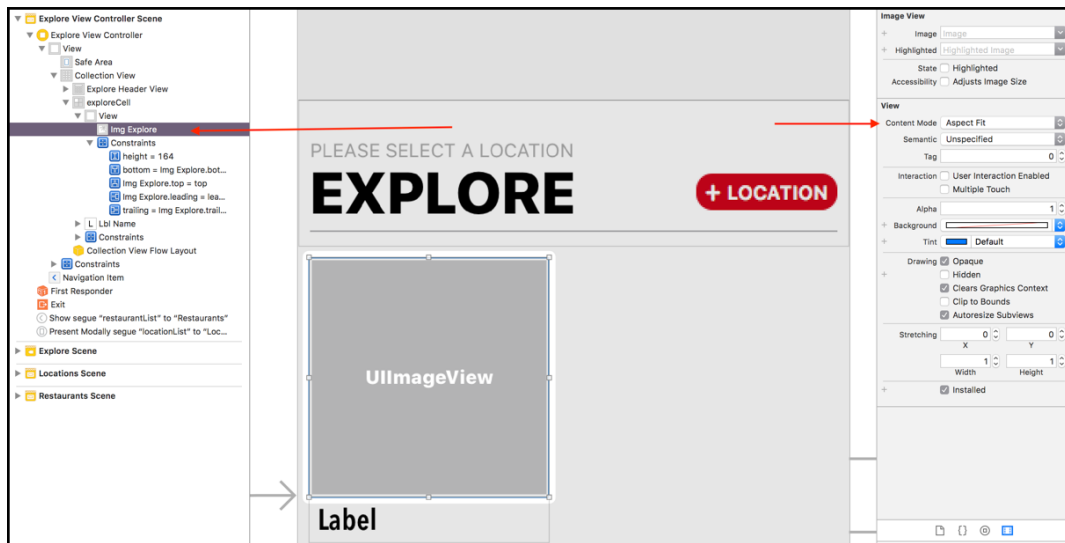 Explore View Controller Scene
Explore View Controller
View
Safe Area
Collection View
Explore Header View
exploreCell
View
Img Explore
Constraints
height = 164
bottom = Img Explore.bot...
Img Explore.top = top
Img Explore.leading = lea...
trailing = Img Explore.trail...
L Lbl Name
Constraints
Collection View Flow Layout
Constraints
Navigation Item
First Responder
Exit
Show segue "restaurantList" to "Restaurants"
Present Modally segue "locationList" to "Loc...
Explore Scene
Locations Scene
Restaurants Scene
PLEASE SELECT A LOCATION
EXPLORE
+ LOCATION
UIImageView
Label
Image View
+ Image Image
+ Highlighted Highlighted Image
State Highlighted
Accessibility Adjusts Image Size
View
Content Mode Aspect Fit
Semantic Unspecified
Tag 0
Interaction User Interaction Enabled
Multiple Touch
Alpha 1
+ Background
+ Tint Default
Drawing Opaque
+ Hidden
Clears Graphics Context
Clip to Bounds
Autoresize Subviews
Stretching 0 0
X Y
1 1
Width Height
+ Installed